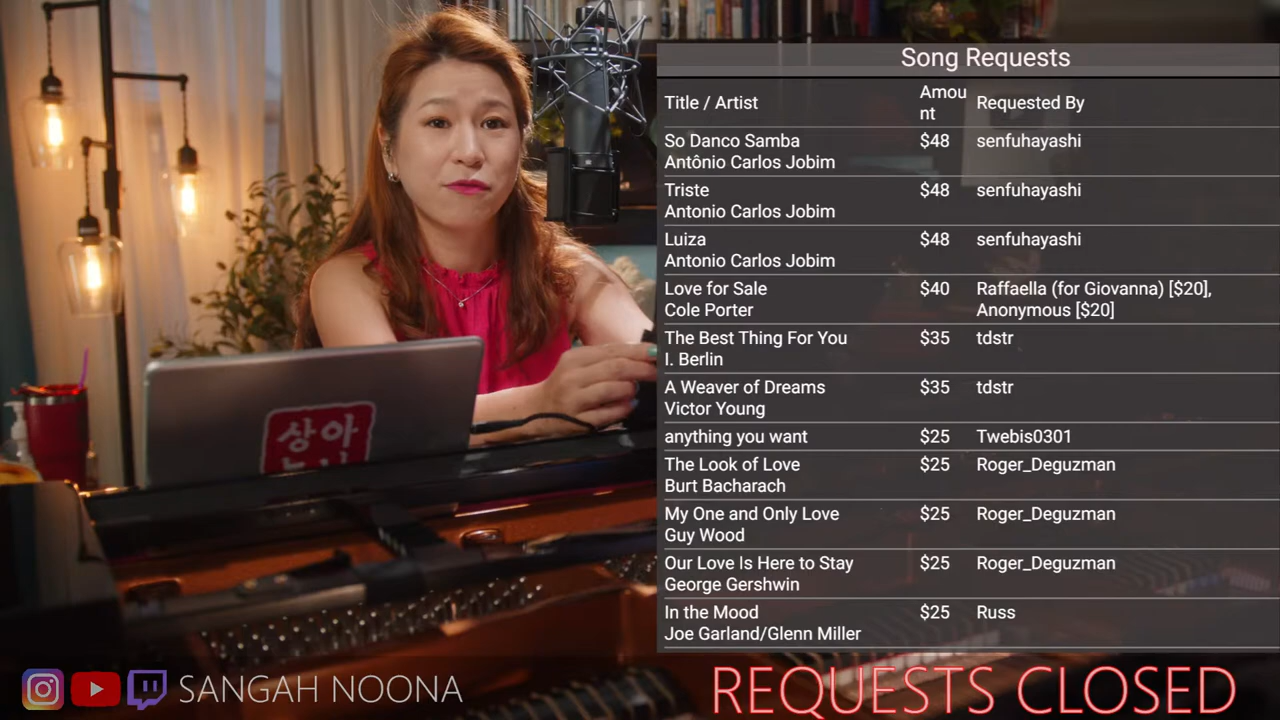 Song Requests
Title / Artist Amou Requested By
nt
So Danco Samba $48 senfuhayashi
Antônio Carlos Jobim
Triste $48 senfuhayashi
Antonio Carlos Jobim
Luiza $48 senfuhayashi
Antonio Carlos Jobim
Love for Sale $40 Raffaella (for Giovanna) [$20],
Cole Porter Anonymous [$20]
The Best Thing For You $35 tdstr
I. Berlin
A Weaver of Dreams $35 tdstr
Victor Young
anything you want $25 Twebis0301
The Look of Love $25 Roger_Deguzman
Burt Bacharach
My One and Only Love $25 Roger_Deguzman
Guy Wood
Our Love Is Here to Stay $25 Roger_Deguzman
George Gershwin
In the Mood $25 Russ
Joe Garland/Glenn Miller
상아
SANGAH NOONA
REQUESTS CLOSED